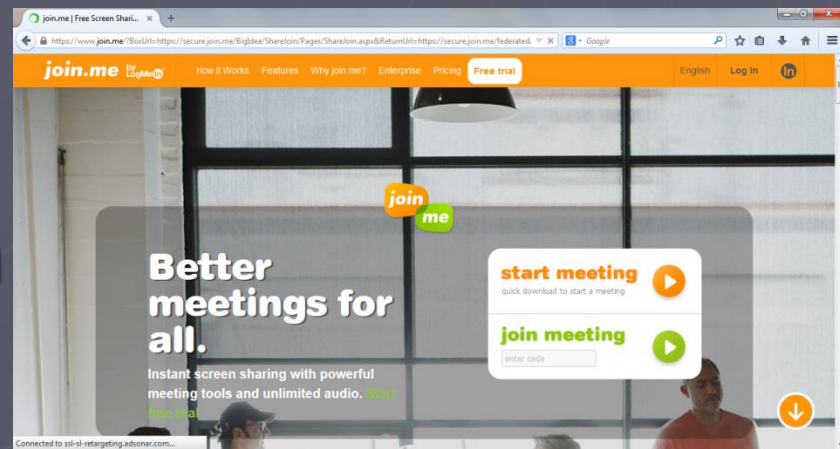 join.me | Free Screen Shari...
https://www.join.me/?BoxUrl=https://secure.join.me/BigIdea/ShareJoin/Pages/ShareJoin.aspx&ReturnUrl=https://secure.join.me/federated
Google
join.me by LogMeIn
How It Works Features Why join.me? Enterprise Pricing Free trial English Log In in
join
me
Better
meetings for
all.
Instant screen sharing with powerful
meeting tools and unlimited audio. Start
free trial
start meeting
quick download to start a meeting
join meeting
enter code
Connected to ssl-sl-retargeting.adsonar.com...